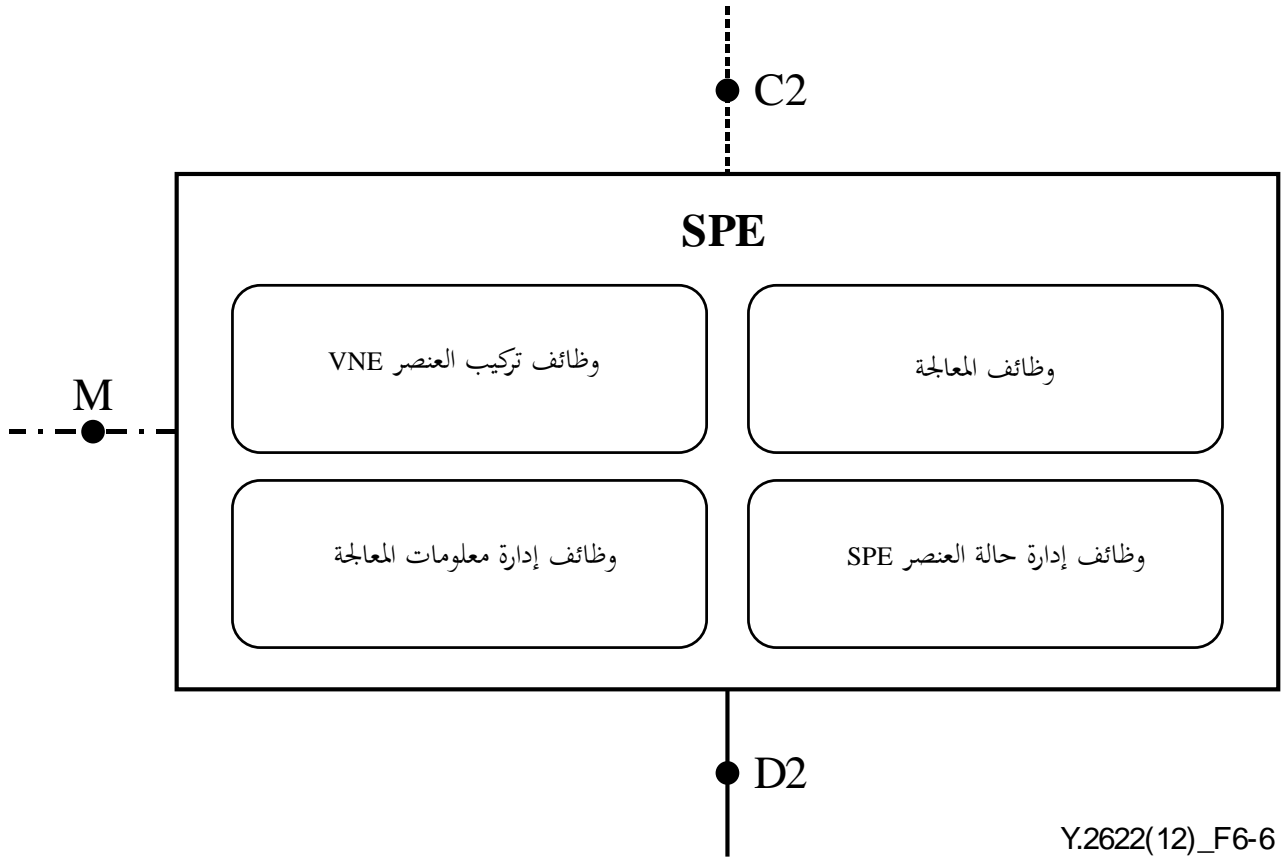 C2
SPE
وظائف المعالجة
وظائف تركيب العنصر VNE
M
وظائف إدارة حالة العنصر SPE
وظائف إدارة معلومات المعالجة
D2
Y.2622(12)_F6-6